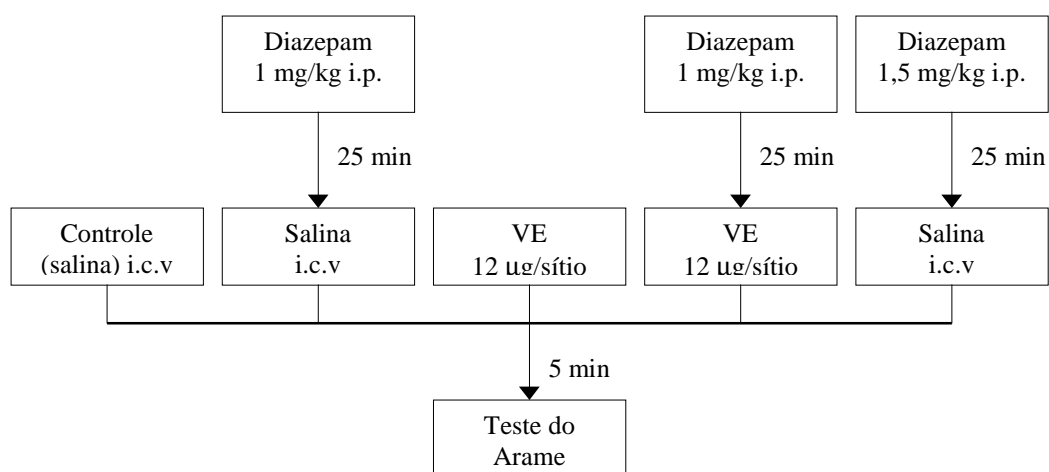 Diazepam
1 mg/kg i.p.
Diazepam
1 mg/kg i.p.
Diazepam
1,5 mg/kg i.p.
25 min
25 min
25 min
Controle
(salina) i.c.v
Salina
i.c.v
VE
12 µg/sítio
VE
12 µg/sítio
Salina
i.c.v
5 min
Teste do
Arame